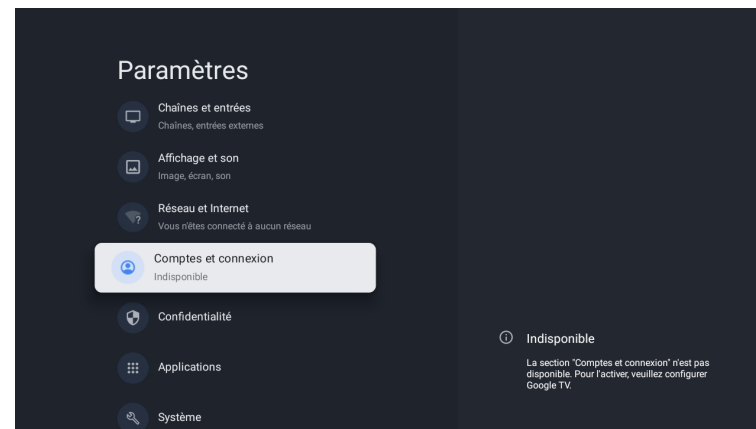 Paramètres
Chaînes et entrées
Chaînes, entrées externes
Affichage et son
Image, écran, son
Réseau et Internet
Vous n'êtes connecté à aucun réseau
Comptes et connexion
Indisponible
Confidentialité
Applications
Système
Indisponible
La section "Comptes et connexion" n'est pas
disponible. Pour l'activer, veuillez configurer
Google TV.